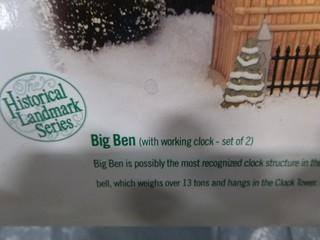 The
Historical
Landmark
Series
Big Ben (with working clock - set of 2)
Big Ben is possibly the most recognized clock structure in the
bell, which weighs over 13 tons and hangs in the Clock Tower